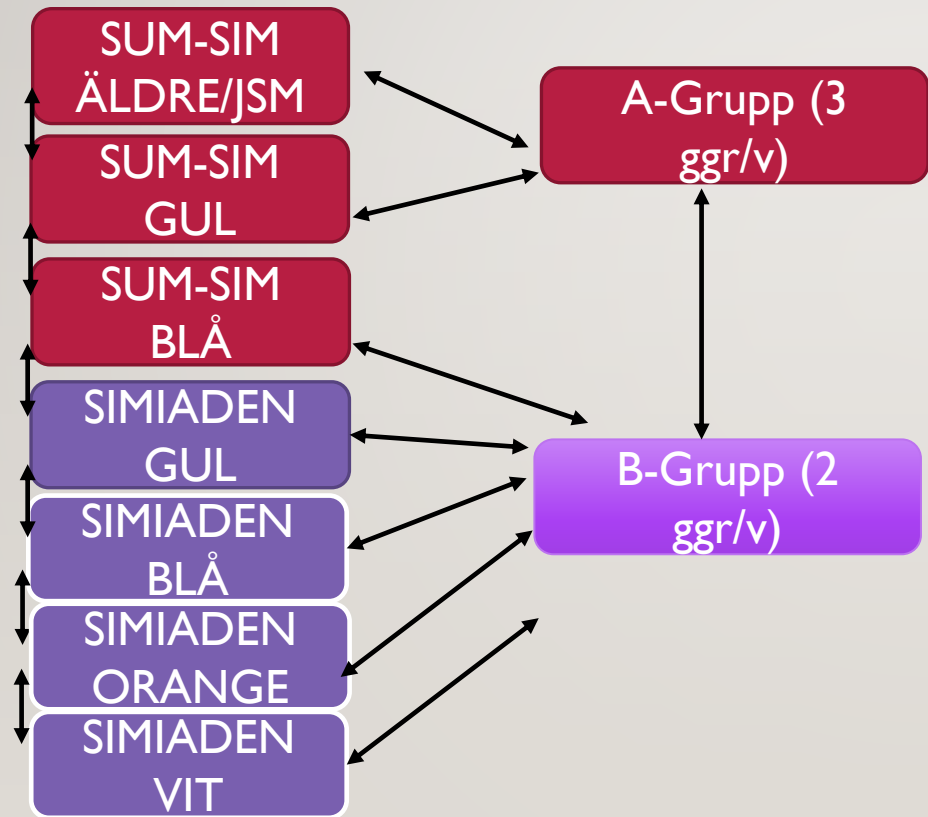 SUM-SIM
ÄLDRE/JSM
SUM-SIM
GUL
SUM-SIM
BLÅ
SIMIADEN
GUL
SIMIADEN
BLÅ
SIMIADEN
ORANGE
SIMIADEN
VIT
A-Grupp (3
ggr/v)
B-Grupp (2
ggr/v)